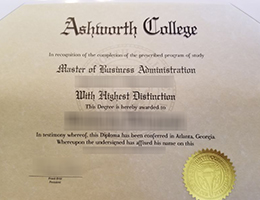 Ashworth College
In recognition of the completion of the prescribed program of study
Master of Business Administration
With Highest Distinction
This Degree is hereby awarded to
In testimony whereof, this Diploma has been conferred in Atlanta, Georgia.
Whereupon the undersigned has affixed his name on this
President